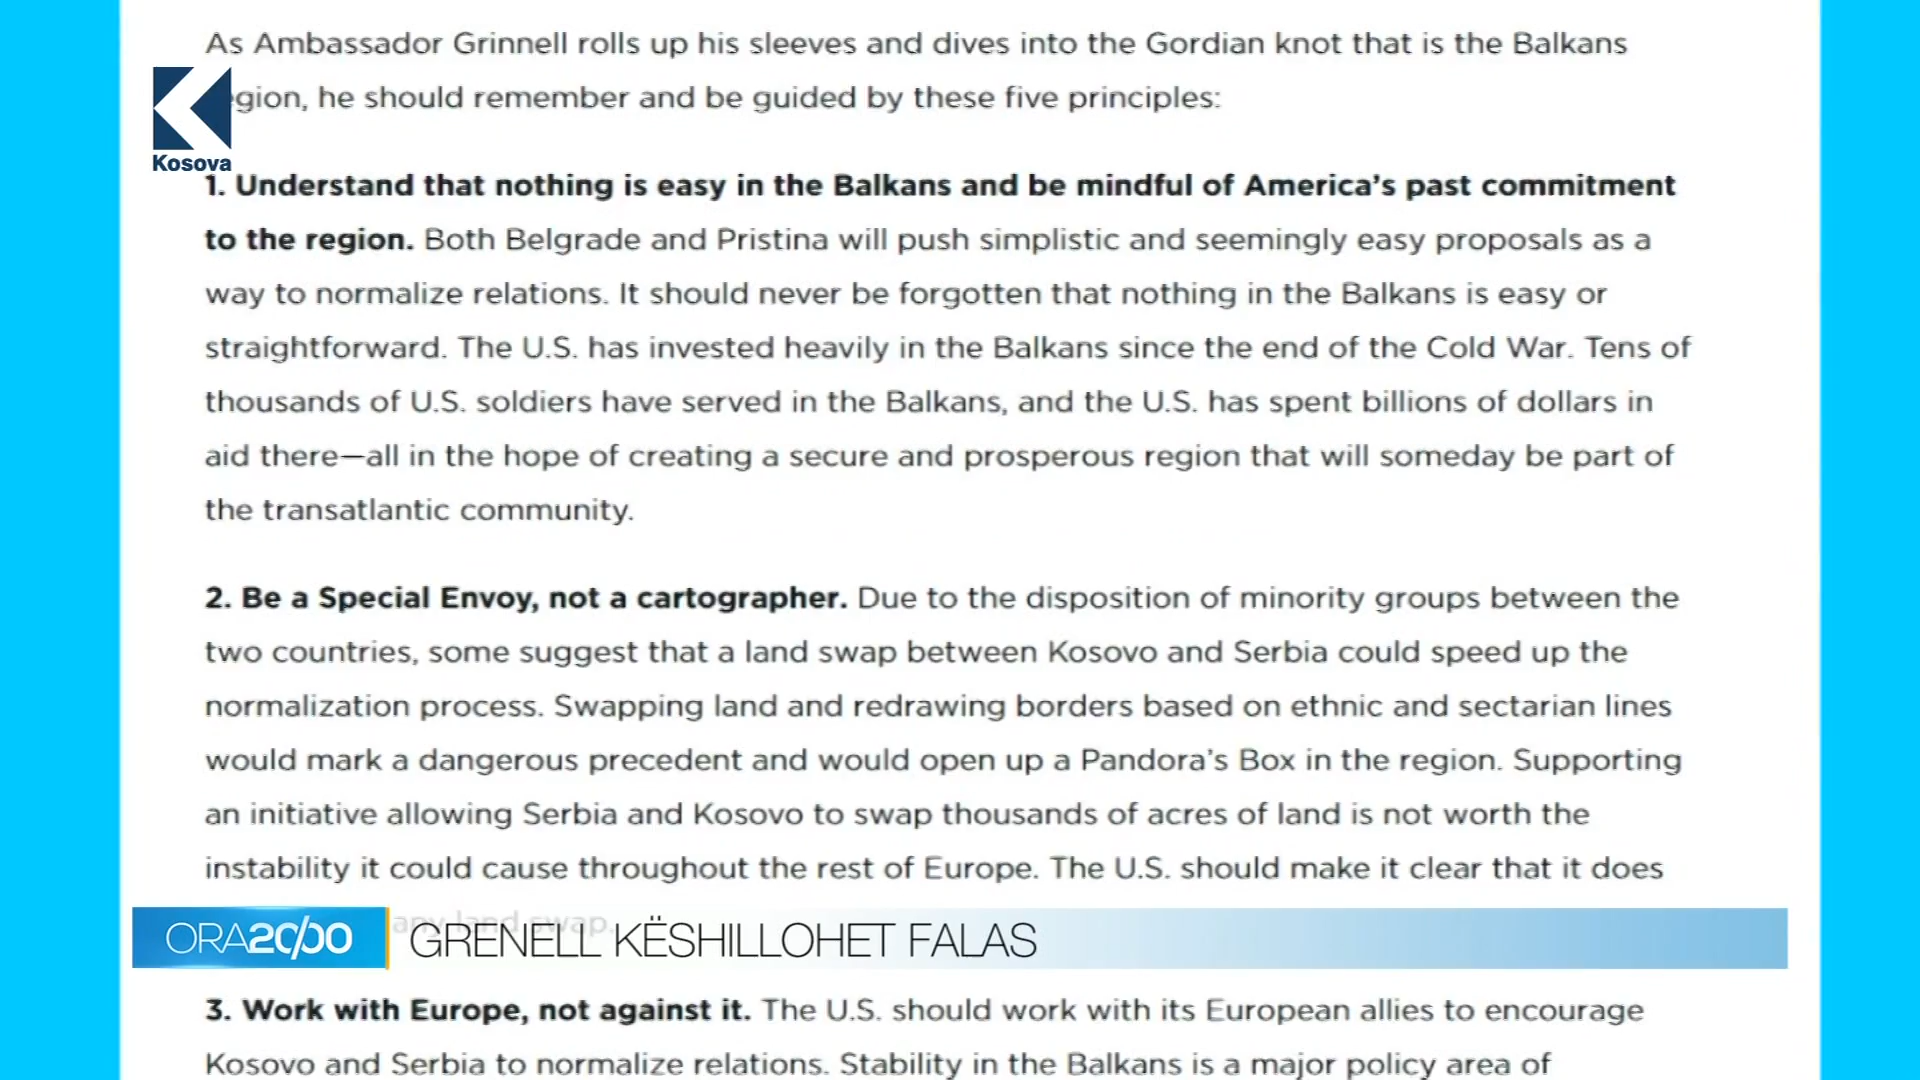 As Ambassador Grinnell rolls up his sleeves and dives into the Gordian knot that is the Balkans
egion, he should remember and be guided by these five principles:
Kosova
1. Understand that nothing is easy in the Balkans and be mindful of America's past commitment
to the region. Both Belgrade and Pristina will push simplistic and seemingly easy proposals as a
way to normalize relations. It should never be forgotten that nothing in the Balkans is easy or
straightforward. The U.S. has invested heavily in the Balkans since the end of the Cold War. Tens of
thousands of U.S. soldiers have served in the Balkans, and the U.S. has spent billions of dollars in
aid there—all in the hope of creating a secure and prosperous region that will someday be part of
the transatlantic community.
2. Be a Special Envoy, not a cartographer. Due to the disposition of minority groups between the
two countries, some suggest that a land swap between Kosovo and Serbia could speed up the
normalization process. Swapping land and redrawing borders based on ethnic and sectarian lines
would mark a dangerous precedent and would open up a Pandora's Box in the region. Supporting
an initiative allowing Serbia and Kosovo to swap thousands of acres of land is not worth the
instability it could cause throughout the rest of Europe. The U.S. should make it clear that it does
any land swap.
ORA20/00 GRENELL KËSHILLOHET FALAS
3. Work with Europe, not against it. The U.S. should work with its European allies to encourage
Kosovo and Serbia to normalize relations. Stability in the Balkans is a major policy area of